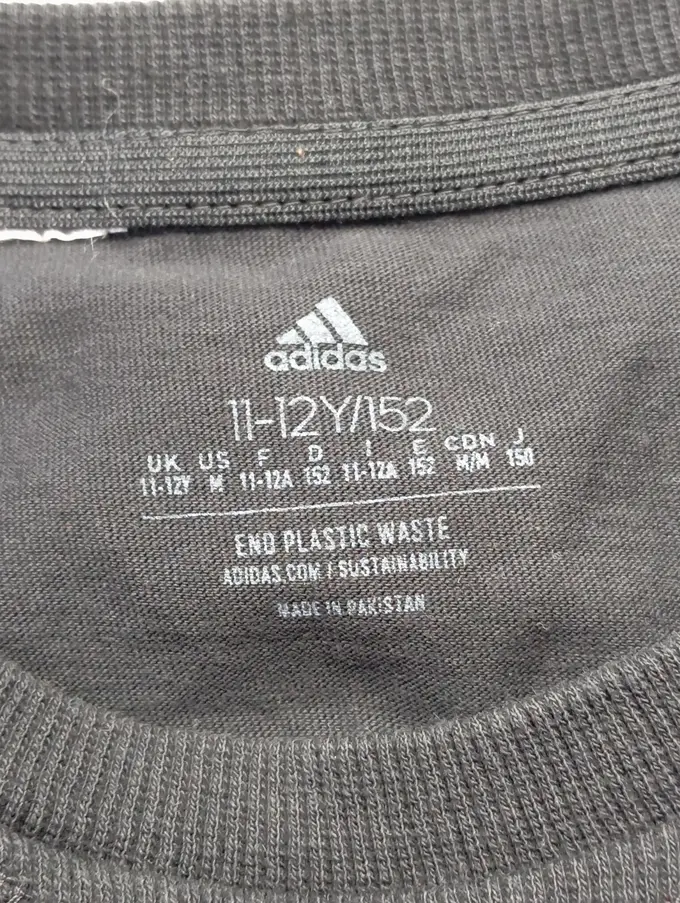 adidas
11-12Y/152
UK US F D I E CDN J
11-12Y M 11-12A 152 11-12A 152 M/M 150
END PLASTIC WASTE
ADIDAS.COM / SUSTAINABILITY
MADE IN PAKISTAN